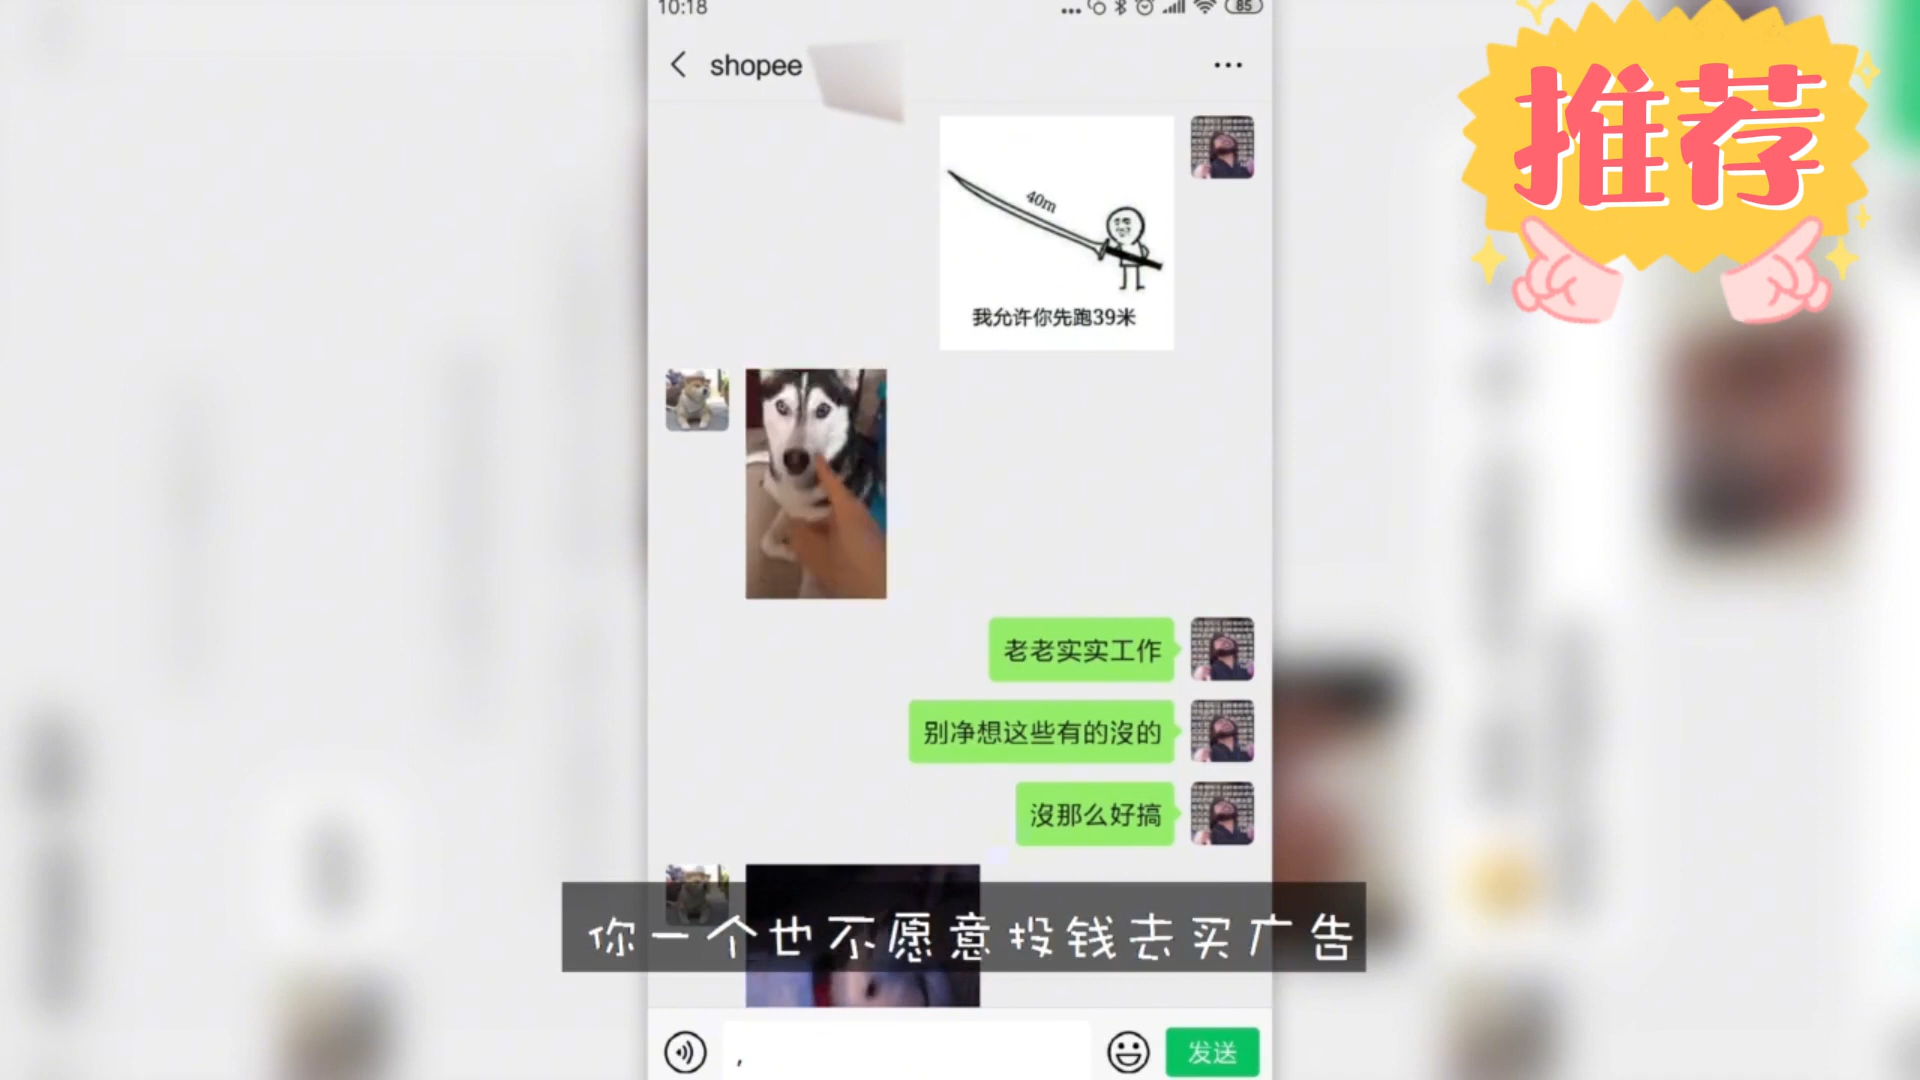 10:18
85
shopee
推荐
40m
我允许你先跑39米
老老实实工作
别净想这些有的沒的
沒那么好搞
你一个也不愿意投钱去买广告
,
发送